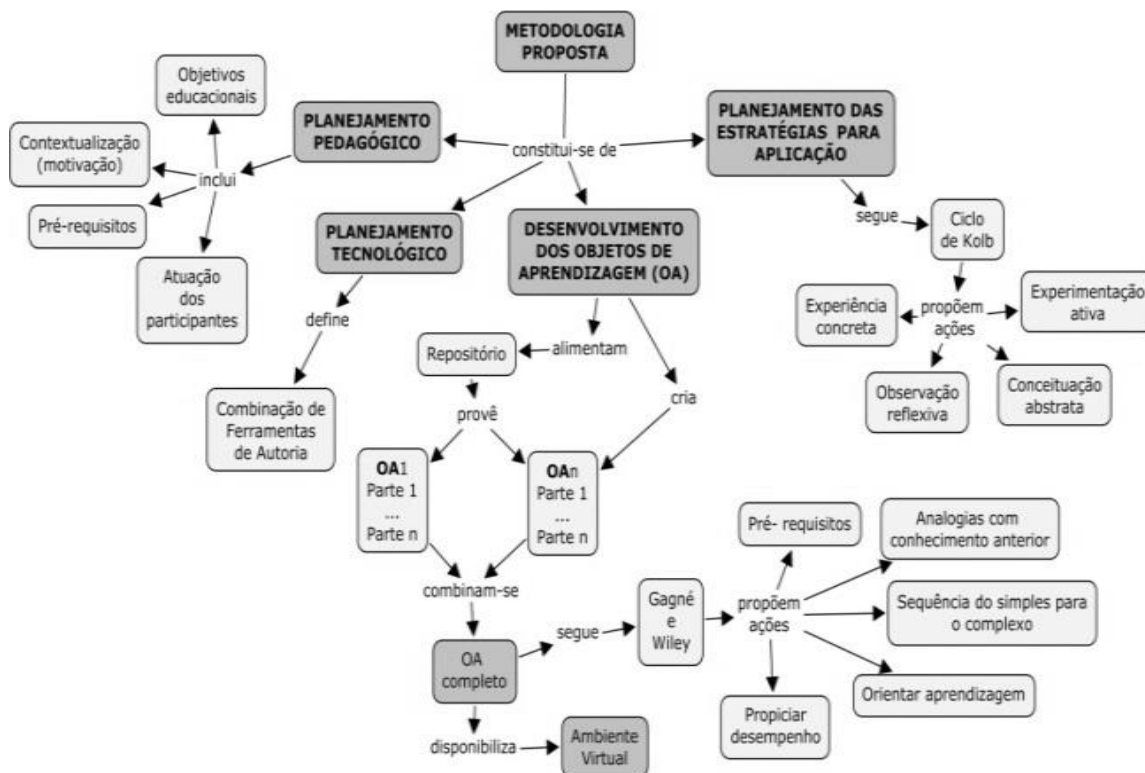 METODOLOGIA
PROPOSTA
Objetivos
educacionais
PLANEJAMENTO
PEDAGÓGICO
PLANEJAMENTO DAS
ESTRATÉGIAS PARA
APLICAÇÃO
Contextualização
(motivação)
inclui
constitui-se de
Pré-requisitos
Atuação
dos
participantes
PLANEJAMENTO
TECNOLÓGICO
DESENVOLVIMENTO
DOS OBJETOS DE
APRENDIZAGEM (OA)
segue
Ciclo
de Kolb
define
Experiência
concreta
propõem
ações
Experimentação
ativa
Repositório
alimentam
Observação
reflexiva
Conceituação
abstrata
cria
Combinação de
Ferramentas
de Autoria
provê
OA1
Parte 1
...
Parte n
OAn
Parte 1
...
Parte n
combinam-se
Pré- requisitos
Analogias com
conhecimento anterior
OA
completo
segue
Gagné
e
Wiley
propõem
ações
Sequência do simples para
o complexo
Orientar aprendizagem
Propiciar
desempenho
disponibiliza
Ambiente
Virtual